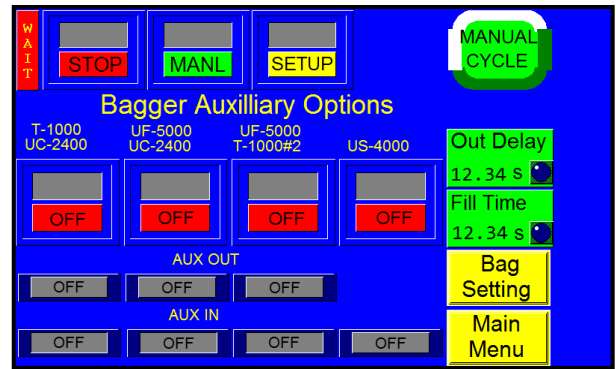 WAIT
STOP
MANL
SETUP
MANUAL
CYCLE
Bagger Auxilliary Options
T-1000
UC-2400
UF-5000
UC-2400
UF-5000
T-1000#2
US-4000
OFF
OFF
OFF
OFF
Out Delay
12.34 s
Fill Time
12.34 s
AUX OUT
OFF
OFF
OFF
Bag
Setting
AUX IN
OFF
OFF
OFF
OFF
Main
Menu